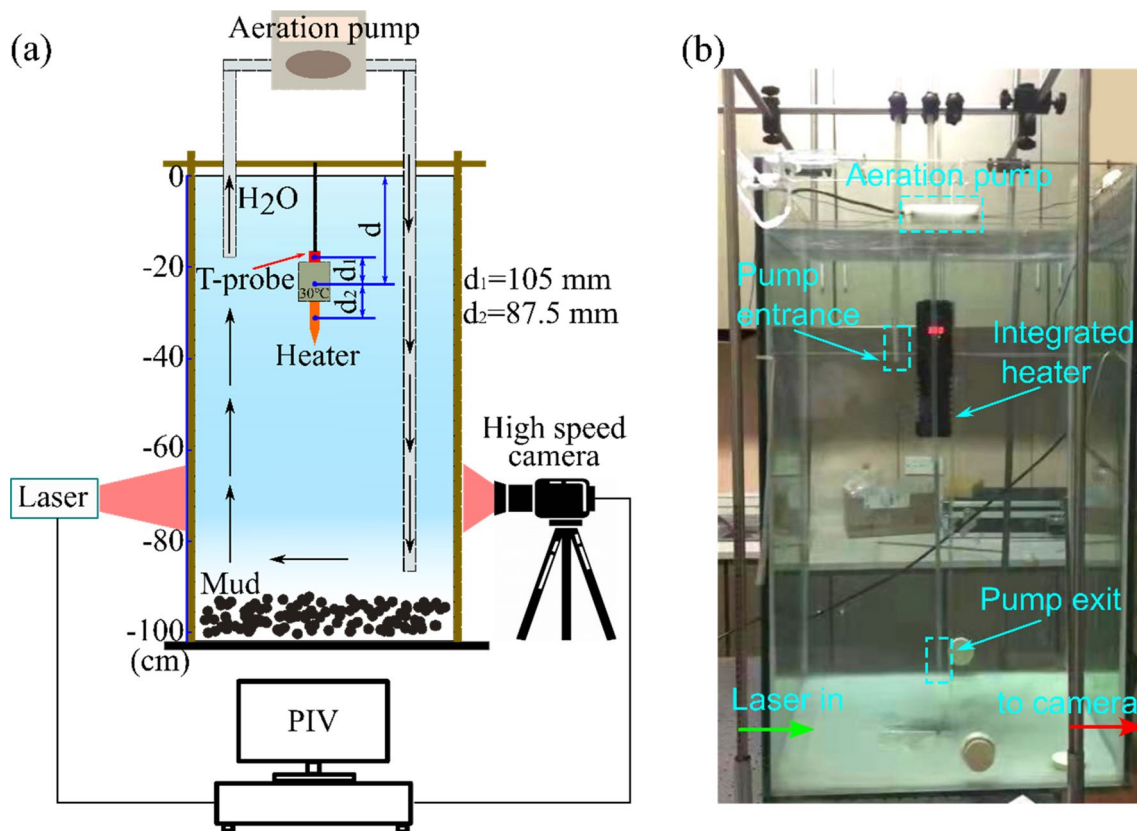 (a)
Aeration pump
0
H2O
d
-20
T-probe
d1
30°C
d2
d1=105 mm
d2=87.5 mm
Heater
-40
-60
High speed
camera
Laser
-80
Mud
-100
(cm)
PIV
(b)
Aeration pump
Pump
entrance
Integrated
heater
Pump exit
Laser in
to camera